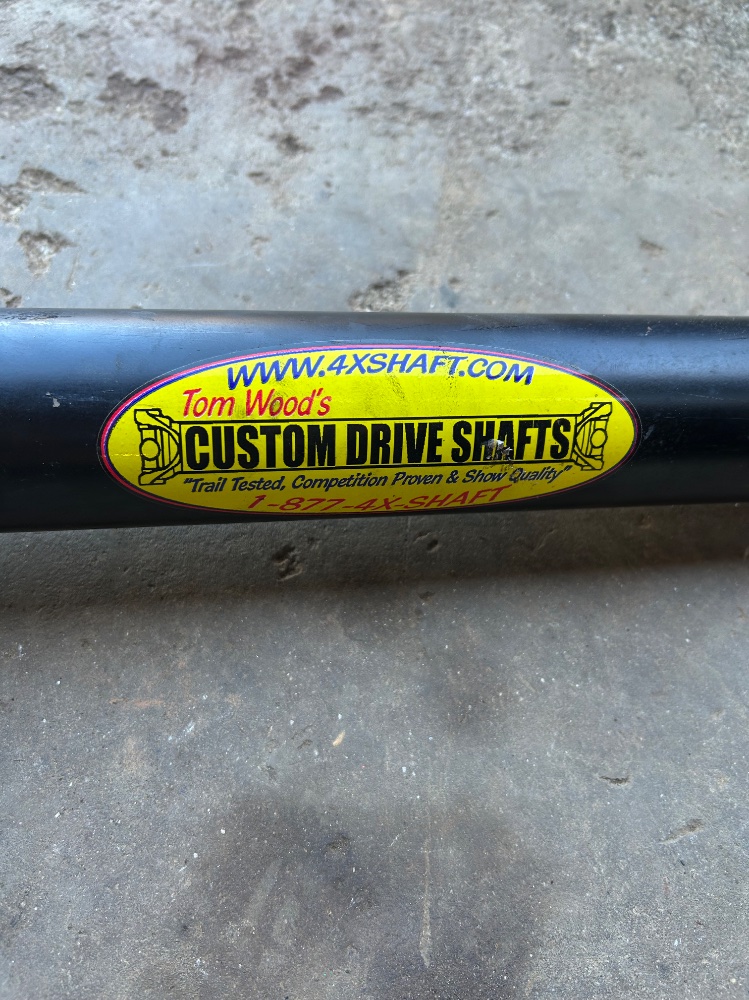 WWW.4XSHAFT.COM
Tom Wood's
CUSTOM DRIVE SHAFTS
"Trail Tested, Competition Proven & Show Quality"
1-877-4X-SHAFT